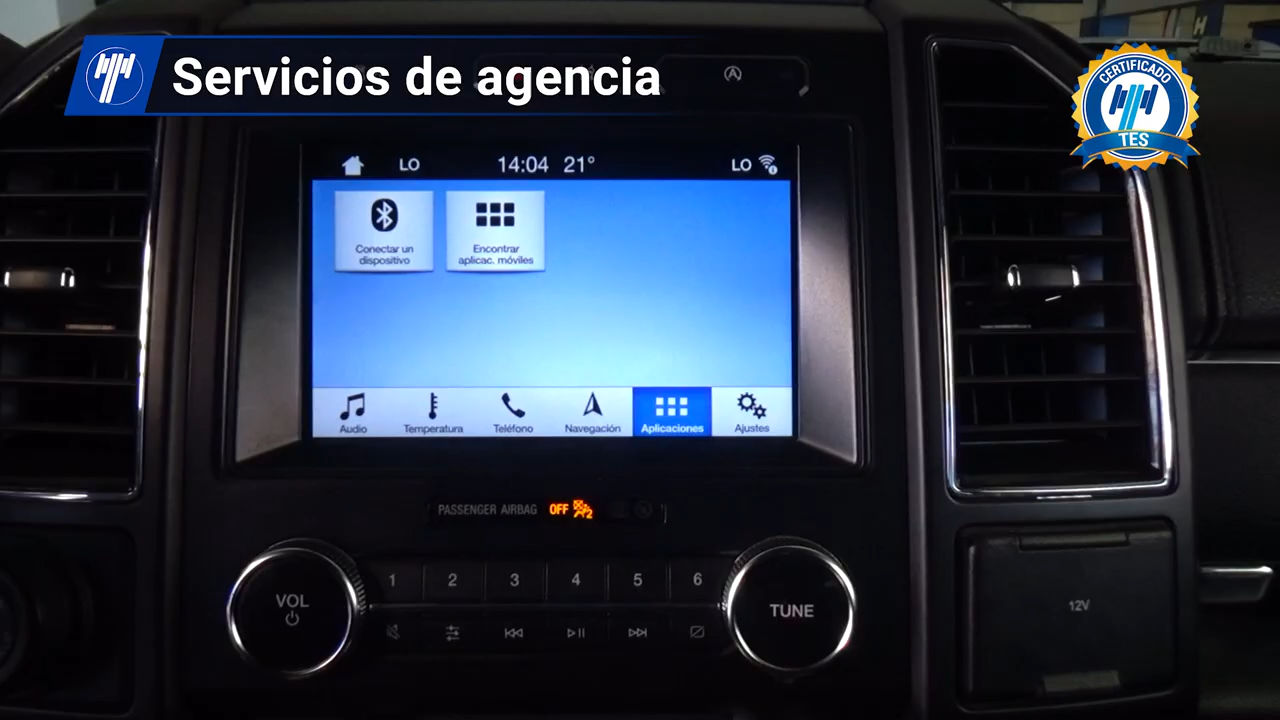 Servicios de agencia
CERTIFICADO
TES
LO 14:04 21° LO
Conectar un
dispositivo
Encontrar
aplicac. móviles
Audio Temperatura Teléfono Navegación Aplicaciones Ajustes
PASSENGER AIRBAG OFF 2
1 2 3 4 5 6
VOL
TUNE
12V